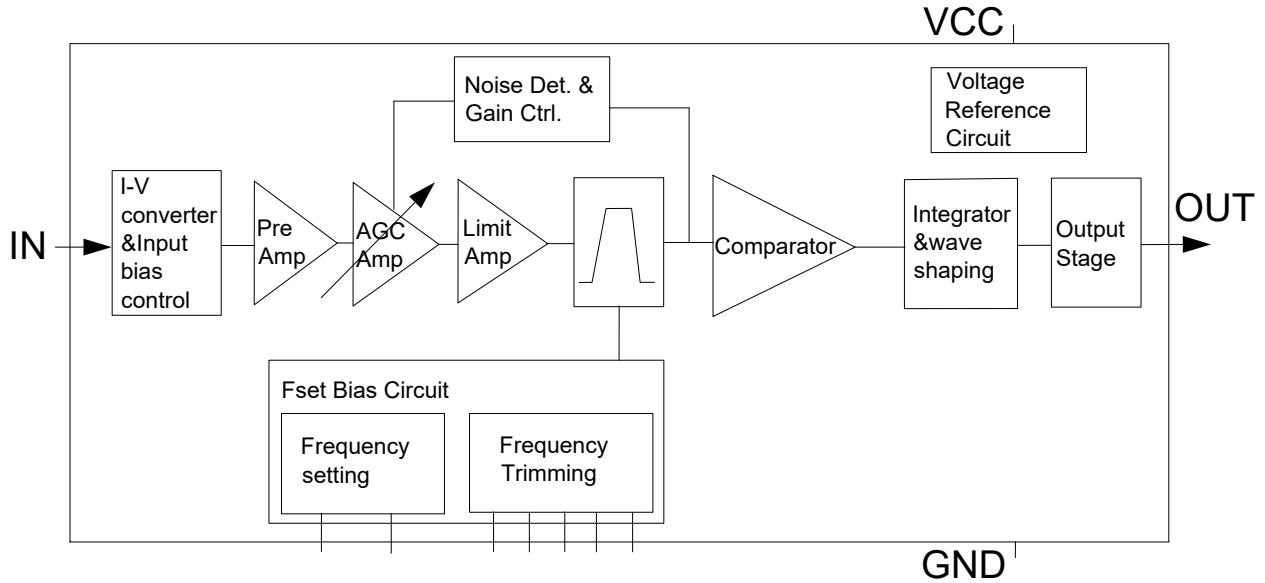 VCC
Noise Det. &
Gain Ctrl.
Voltage
Reference
Circuit
IN
I-V
converter
&Input
bias
control
Pre
Amp
AGC
Amp
Limit
Amp
Comparator
Integrator
&wave
shaping
Output
Stage
OUT
Fset Bias Circuit
Frequency
setting
Frequency
Trimming
GND